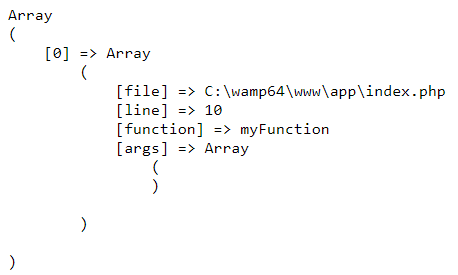 Array
(
    [0] => Array
        (
            [file] => C:\wamp64\www\app\index.php
            [line] => 10
            [function] => myFunction
            [args] => Array
                (
                )

        )

)